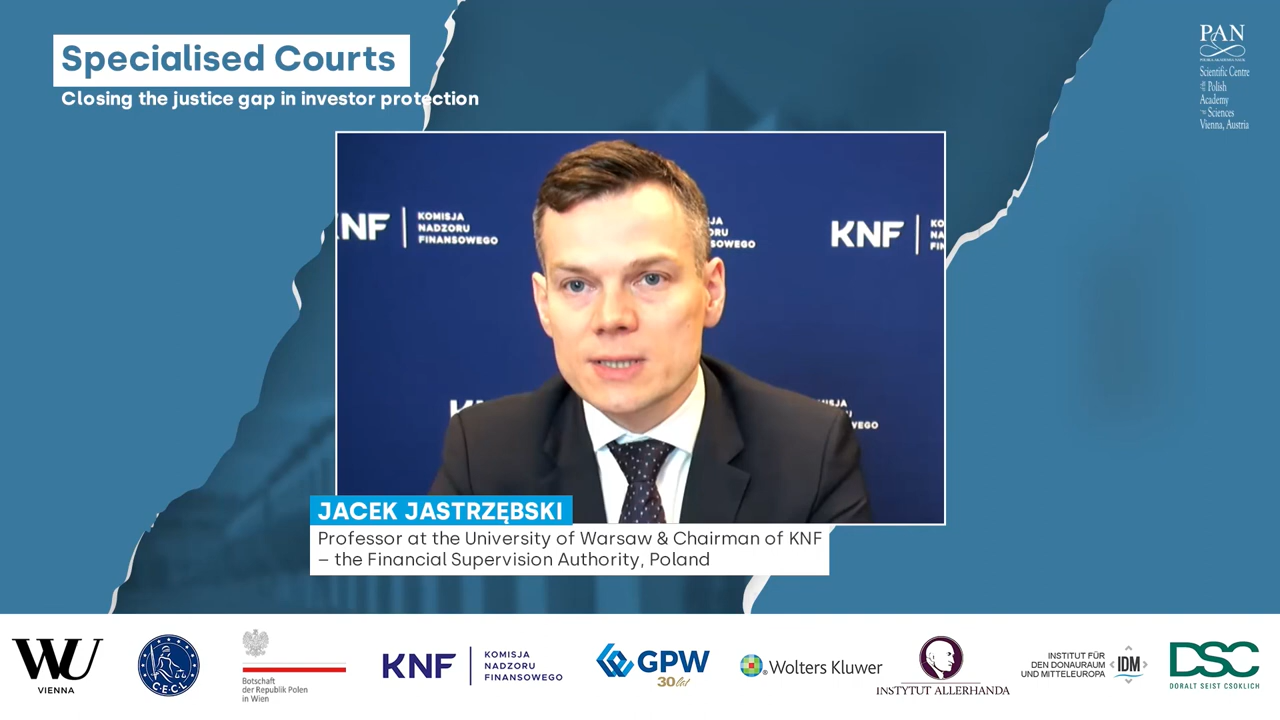 Specialised Courts
Closing the justice gap in investor protection
PAN
Scientific Centre
Polish
Academy
Sciences
Vienna, Austria
KNF
KOMISJA
NADZORU
FINANSOWEGO
KNF
JACEK JASTRZĘBSKI
Professor at the University of Warsaw & Chairman of KNF
– the Financial Supervision Authority, Poland
WU
VIENNA
C.E.C.L
Botschaft
der Republik Polen
in Wien
KNF
KOMISJA
NADZORU
FINANSOWEGO
GPW
30 lat
Wolters Kluwer
INSTYTUT ALLERHANDA
INSTITUT FÜR
DEN DONAURAUM
UND MITTELEUROPA
IDM
DSC
DORALT SEIST CSOKLICH